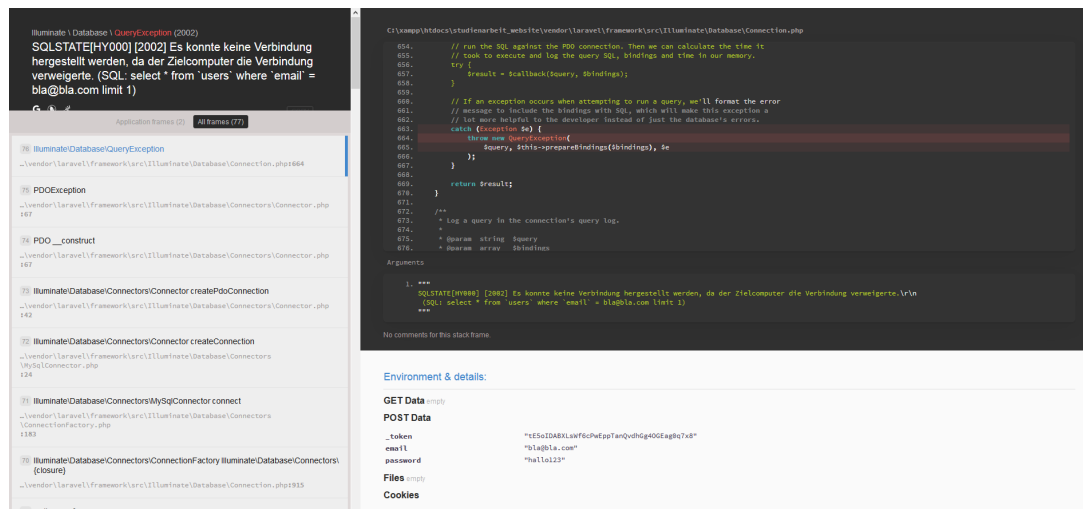 Illuminate \ Database \ QueryException (2002)
SQLSTATE[HY000] [2002] Es konnte keine Verbindung
hergestellt werden, da der Zielcomputer die Verbindung
verweigerte. (SQL: select * from `users` where `email` =
bla@bla.com limit 1)
Application frames (2) All frames (77)
76 Illuminate\Database\QueryException
…\vendor\laravel\framework\src\Illuminate\Database\Connection.php:664
75 PDOException
…\vendor\laravel\framework\src\Illuminate\Database\Connectors\Connector.php
:67
74 PDO __construct
…\vendor\laravel\framework\src\Illuminate\Database\Connectors\Connector.php
:67
73 Illuminate\Database\Connectors\Connector createPdoConnection
…\vendor\laravel\framework\src\Illuminate\Database\Connectors\Connector.php
:42
72 Illuminate\Database\Connectors\Connector createConnection
…\vendor\laravel\framework\src\Illuminate\Database\Connectors
\MySqlConnector.php
:24
71 Illuminate\Database\Connectors\MySqlConnector connect
…\vendor\laravel\framework\src\Illuminate\Database\Connectors
\ConnectionFactory.php
:183
70 Illuminate\Database\Connectors\ConnectionFactory Illuminate\Database\Connectors\
{closure}
…\vendor\laravel\framework\src\Illuminate\Database\Connection.php:915
C:\xampp\htdocs\studienarbeit_website\vendor\laravel\framework\src\Illuminate\Database\Connection.php
654. // run the SQL against the PDO connection. Then we can calculate the time it
655. // took to execute and log the query SQL, bindings and time in our memory.
656. try {
657. $result = $callback($query, $bindings);
658. }
659.
660. // If an exception occurs when attempting to run a query, we'll format the error
661. // message to include the bindings with SQL, which will make this exception a
662. // lot more helpful to the developer instead of just the database's errors.
663. catch (Exception $e) {
664. throw new QueryException(
665. $query, $this->prepareBindings($bindings), $e
666. );
667. }
668.
669. return $result;
670. }
671.
672. /**
673. * Log a query in the connection's query log.
674. *
675. * @param string $query
676. * @param array $bindings
Arguments
1. """
SQLSTATE[HY000] [2002] Es konnte keine Verbindung hergestellt werden, da der Zielcomputer die Verbindung verweigerte.\r\n
(SQL: select * from `users` where `email` = bla@bla.com limit 1)
"""
No comments for this stack frame.
Environment & details:
GET Data empty
POST Data
_token "tE5oIDABXLsWf6cPwEppTanQvdhGg4OGEag0q7x8"
email "bla@bla.com"
password "hallo123"
Files empty
Cookies